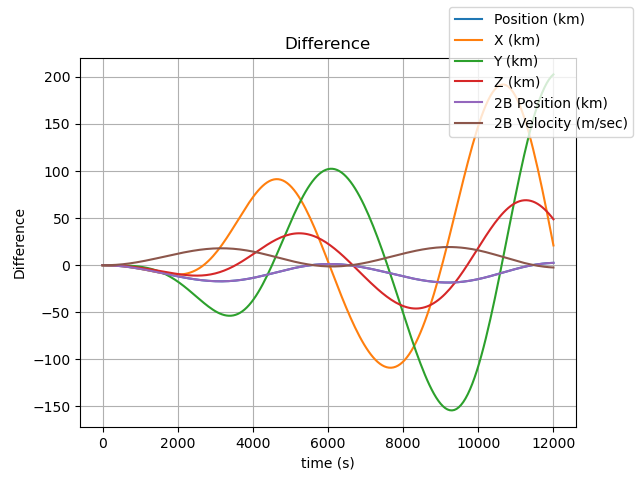 Difference
Position (km)
X (km)
Y (km)
Z (km)
2B Position (km)
2B Velocity (m/sec)
200
150
100
50
0
−50
−100
−150
Difference
0 2000 4000 6000 8000 10000 12000
time (s)